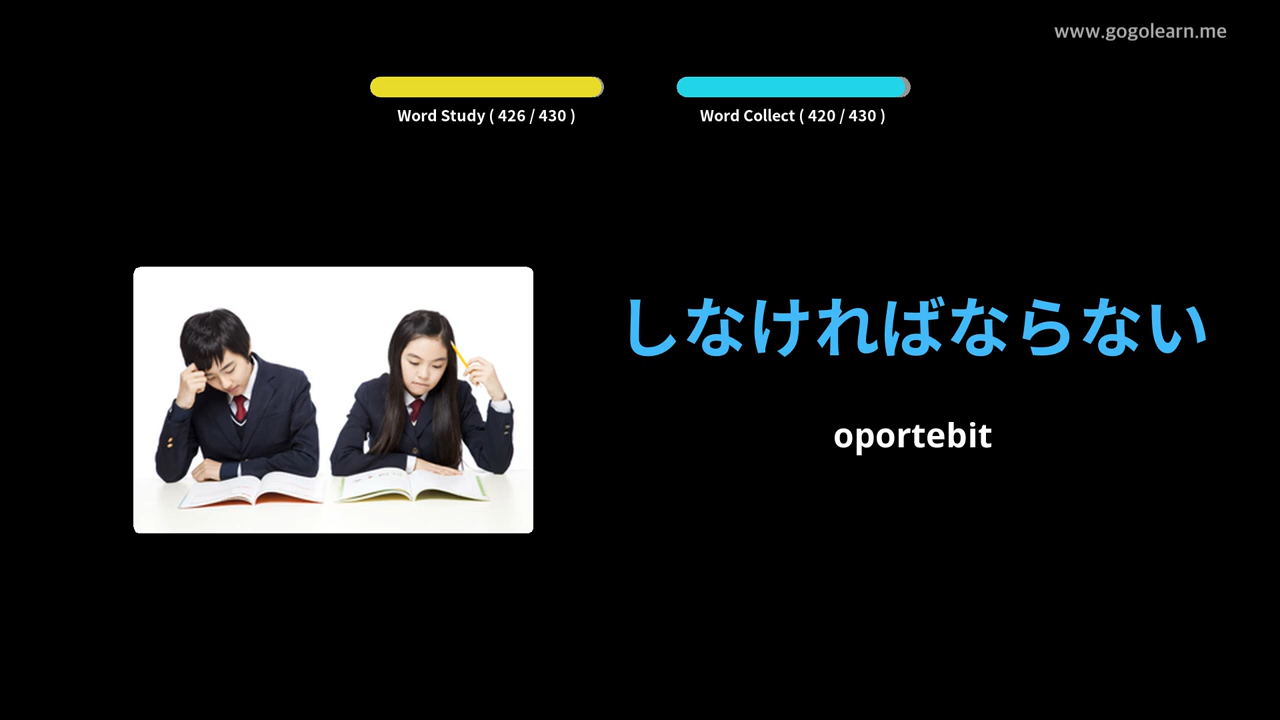 www.gogolearn.me
Word Study ( 426 / 430 )
Word Collect ( 420 / 430 )
しなければならない
oportebit